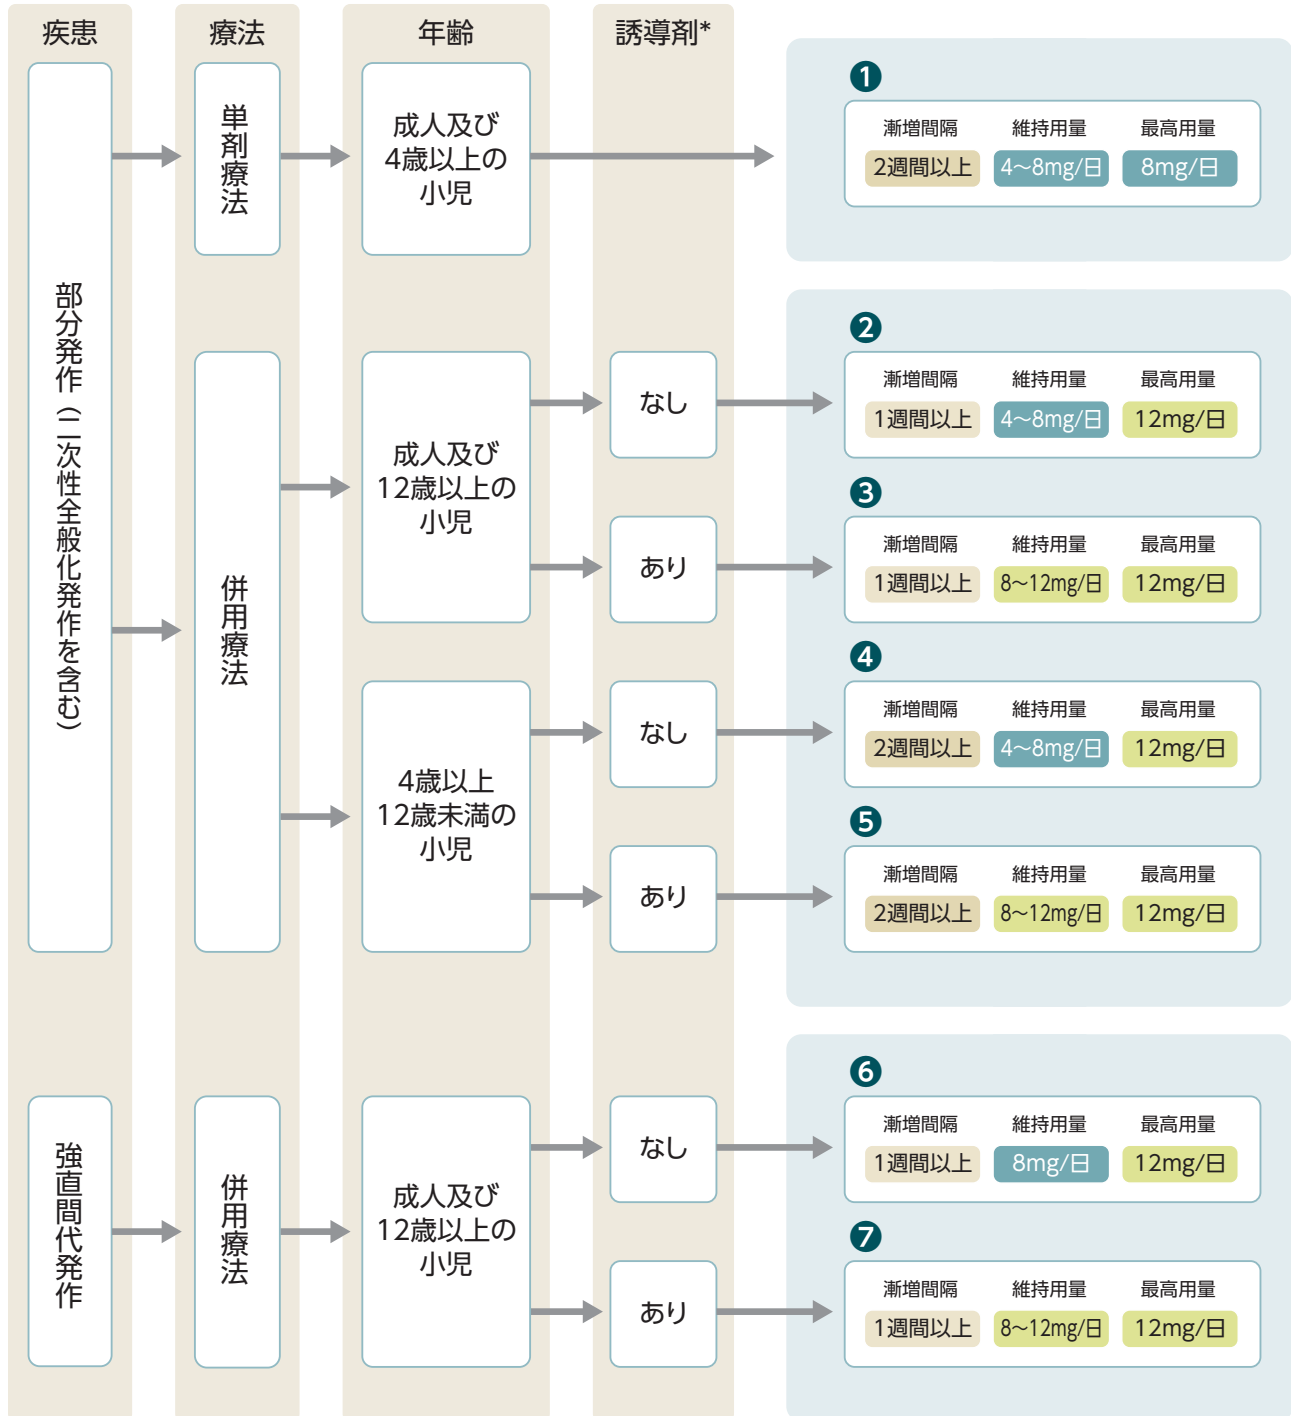 疾患
療法
年齢
誘導剤*
部分発作(二次性全般化発作を含む)
単剤療法
成人及び
4歳以上の
小児
❶
漸増間隔 維持用量 最高用量
2週間以上 4〜8mg/日 8mg/日
併用療法
成人及び
12歳以上の
小児
なし
❷
漸増間隔 維持用量 最高用量
1週間以上 4〜8mg/日 12mg/日
あり
❸
漸増間隔 維持用量 最高用量
1週間以上 8〜12mg/日 12mg/日
4歳以上
12歳未満の
小児
なし
❹
漸増間隔 維持用量 最高用量
2週間以上 4〜8mg/日 12mg/日
あり
❺
漸増間隔 維持用量 最高用量
2週間以上 8〜12mg/日 12mg/日
強直間代発作
併用療法
成人及び
12歳以上の
小児
なし
❻
漸増間隔 維持用量 最高用量
1週間以上 8mg/日 12mg/日
あり
❼
漸増間隔 維持用量 最高用量
1週間以上 8〜12mg/日 12mg/日